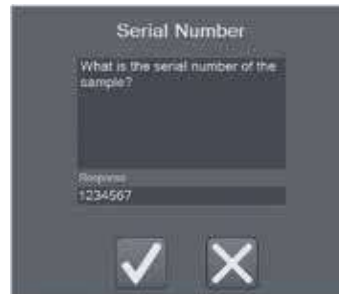 Serial Number
What is the serial number of the
sample?
Response
1234567